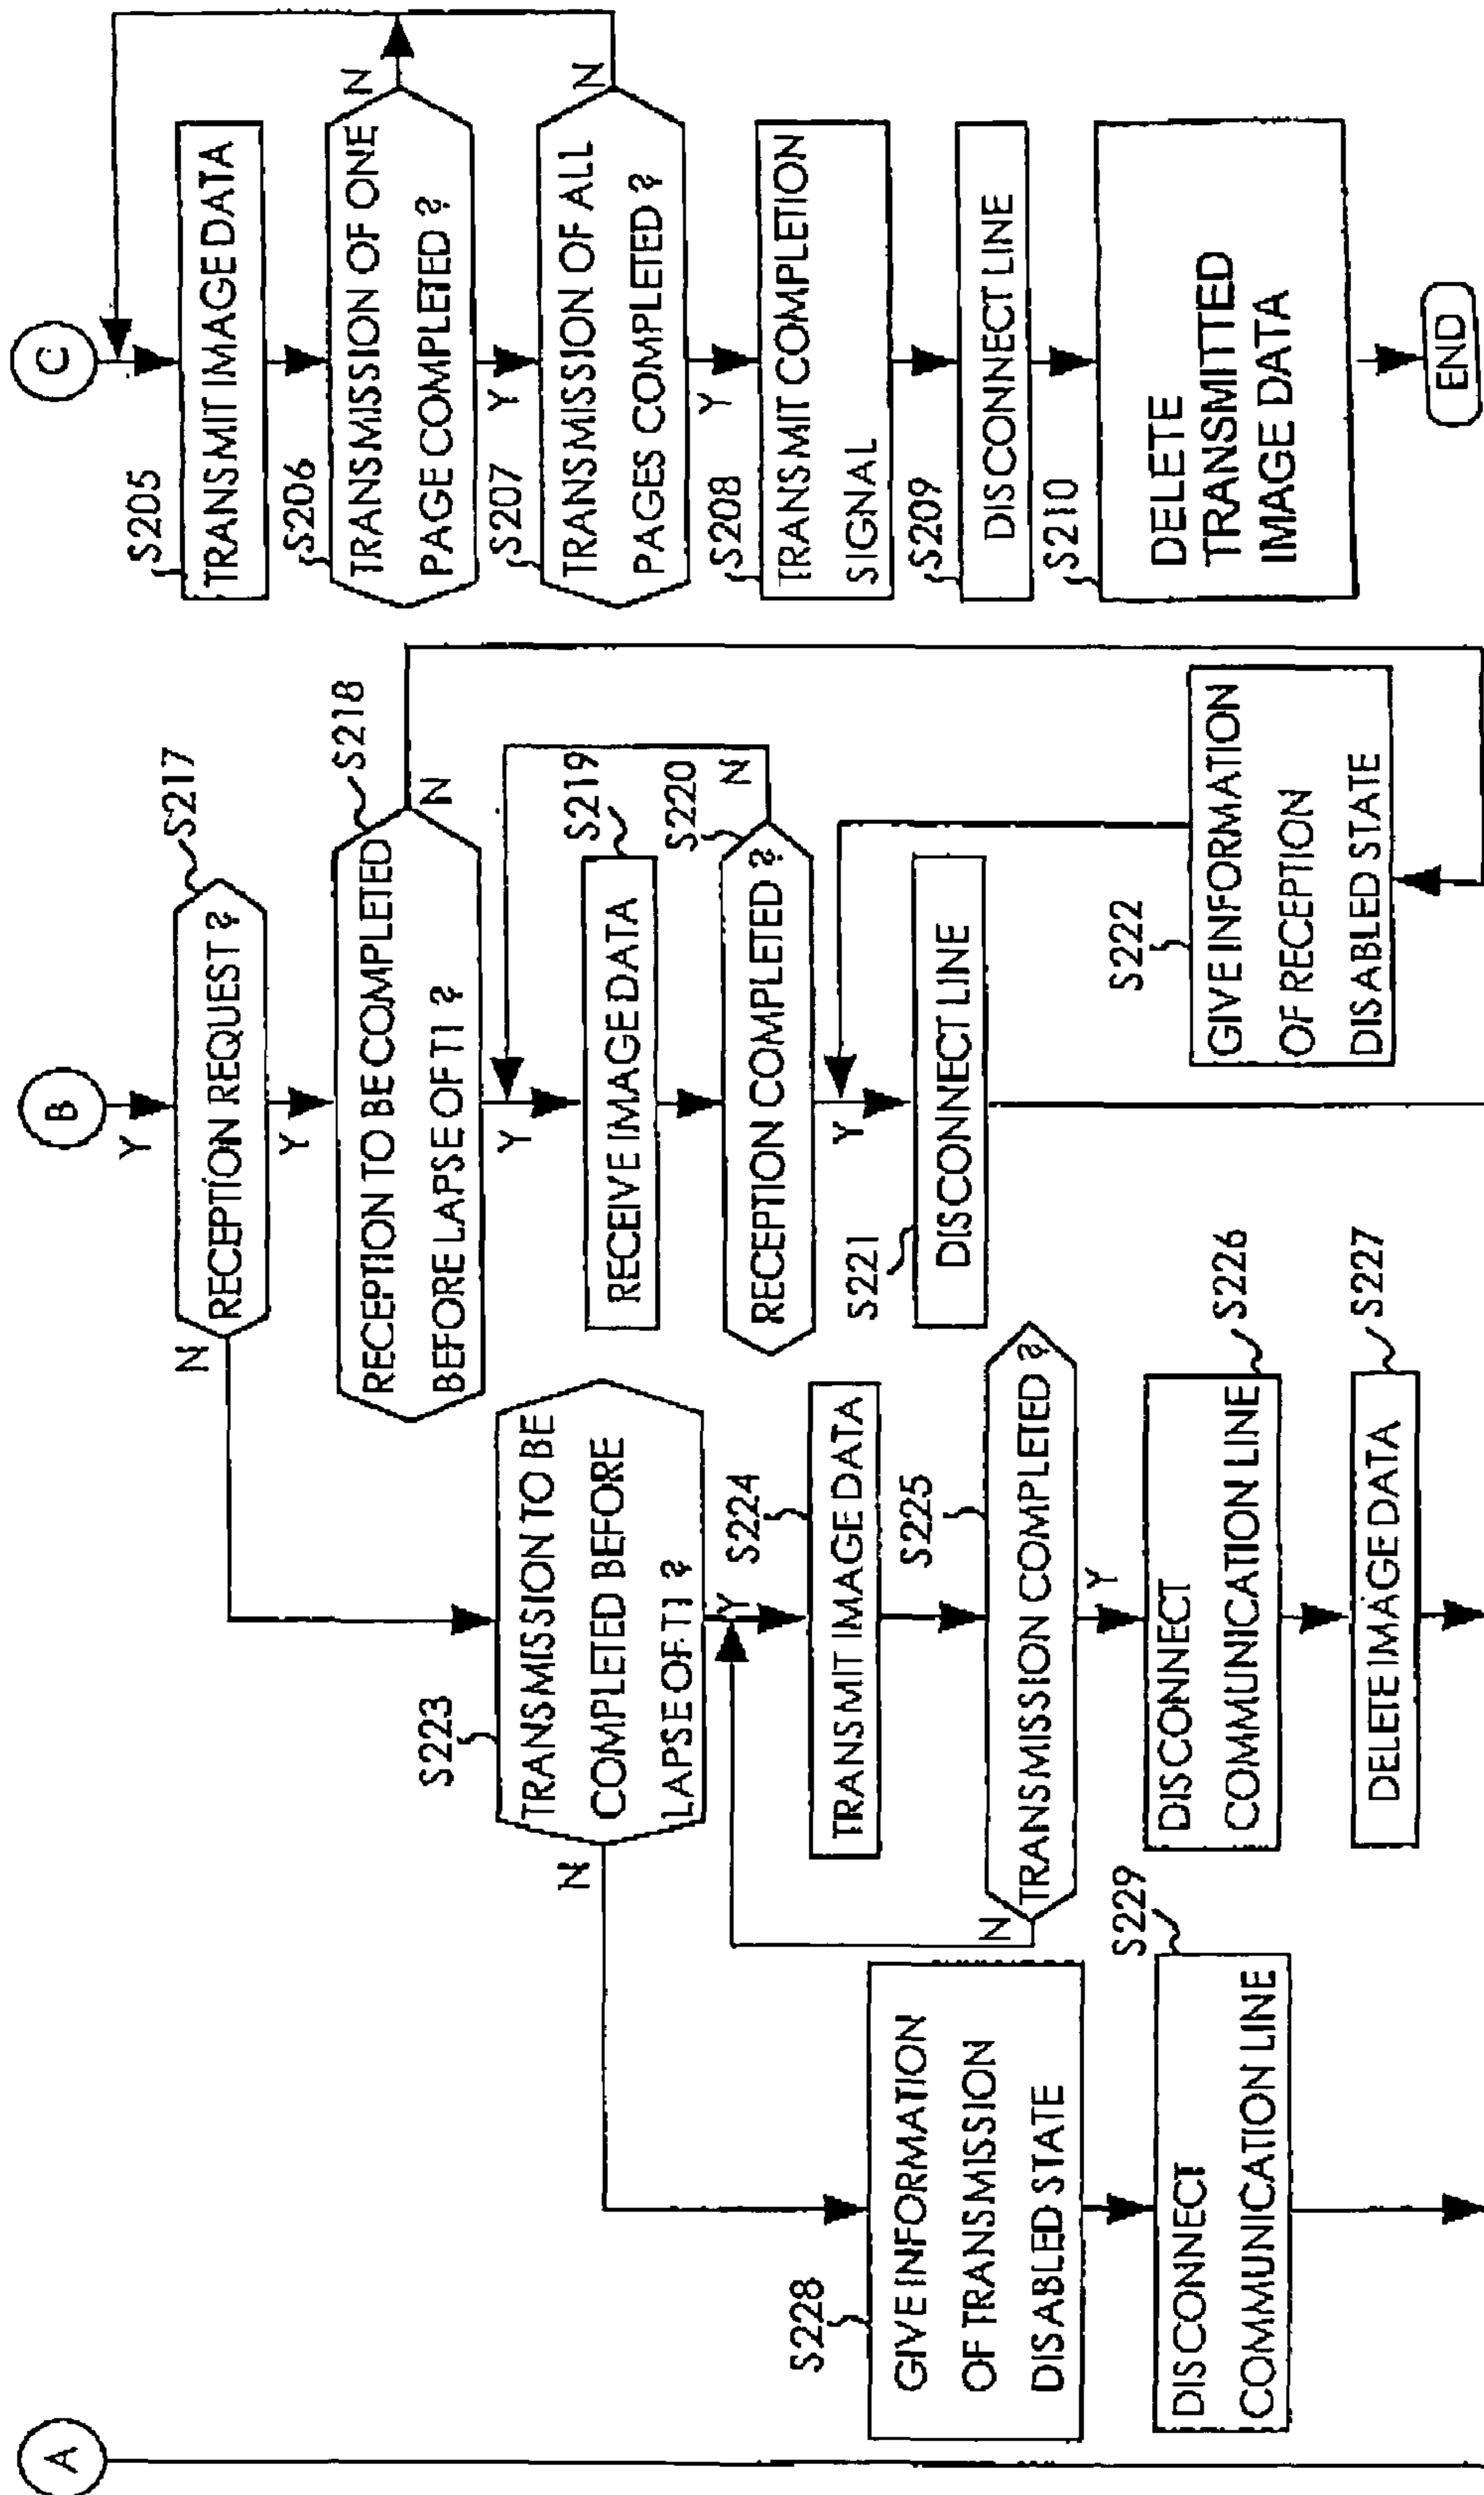 A
S228
GIVE INFORMATION
OF TRANSMISSION
DISABLED STATE
S229
DISCONNECT
COMMUNICATION LINE
B
Y
S217
RECEPTION REQUEST ?
N
Y
S223
TRANSMISSION TO BE
COMPLETED BEFORE
LAPSE OF T1 ?
N
Y
S224
TRANSMIT IMAGE DATA
S225
TRANSMISSION COMPLETED ?
N
Y
S226
DISCONNECT
COMMUNICATION LINE
S227
DELETE IMAGE DATA
S218
RECEPTION TO BE COMPLETED
BEFORE LAPSE OF T1 ?
N
Y
S219
RECEIVE IMAGE DATA
S220
RECEPTION COMPLETED ?
N
Y
S221
DISCONNECT LINE
S222
GIVE INFORMATION
OF RECEPTION
DISABLED STATE
C
S205
TRANSMIT IMAGE DATA
S206
TRANSMISSION OF ONE
PAGE COMPLETED ?
N
Y
S207
TRANSMISSION OF ALL
PAGES COMPLETED ?
N
Y
S208
TRANSMIT COMPLETION
SIGNAL
S209
DISCONNECT LINE
S210
DELETE
TRANSMITTED
IMAGE DATA
END